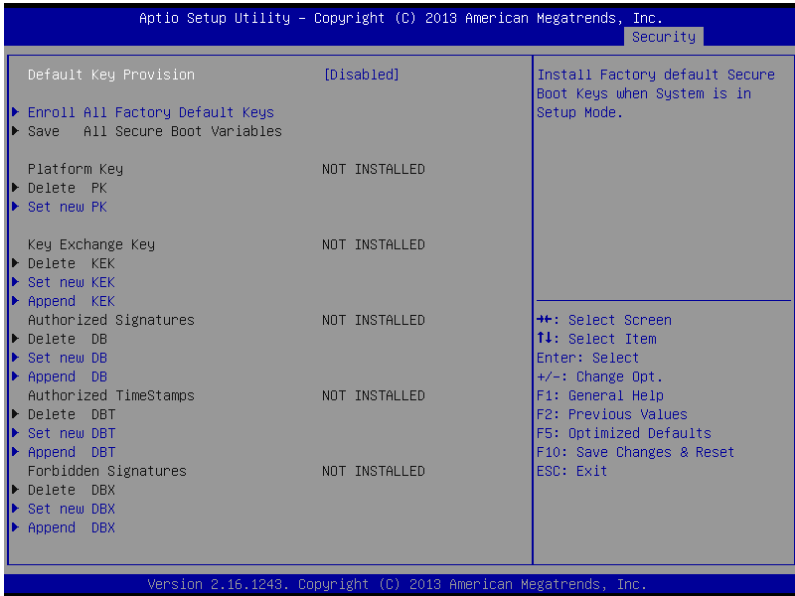 Aptio Setup Utility – Copyright (C) 2013 American Megatrends, Inc.
Security
Default Key Provision [Disabled]
Enroll All Factory Default Keys
Save All Secure Boot Variables
Platform Key NOT INSTALLED
Delete PK
Set new PK
Key Exchange Key NOT INSTALLED
Delete KEK
Set new KEK
Append KEK
Authorized Signatures NOT INSTALLED
Delete DB
Set new DB
Append DB
Authorized TimeStamps NOT INSTALLED
Delete DBT
Set new DBT
Append DBT
Forbidden Signatures NOT INSTALLED
Delete DBX
Set new DBX
Append DBX
Install Factory default Secure
Boot Keys when System is in
Setup Mode.
→←: Select Screen
↑↓: Select Item
Enter: Select
+/-: Change Opt.
F1: General Help
F2: Previous Values
F5: Optimized Defaults
F10: Save Changes & Reset
ESC: Exit
Version 2.16.1243. Copyright (C) 2013 American Megatrends, Inc.